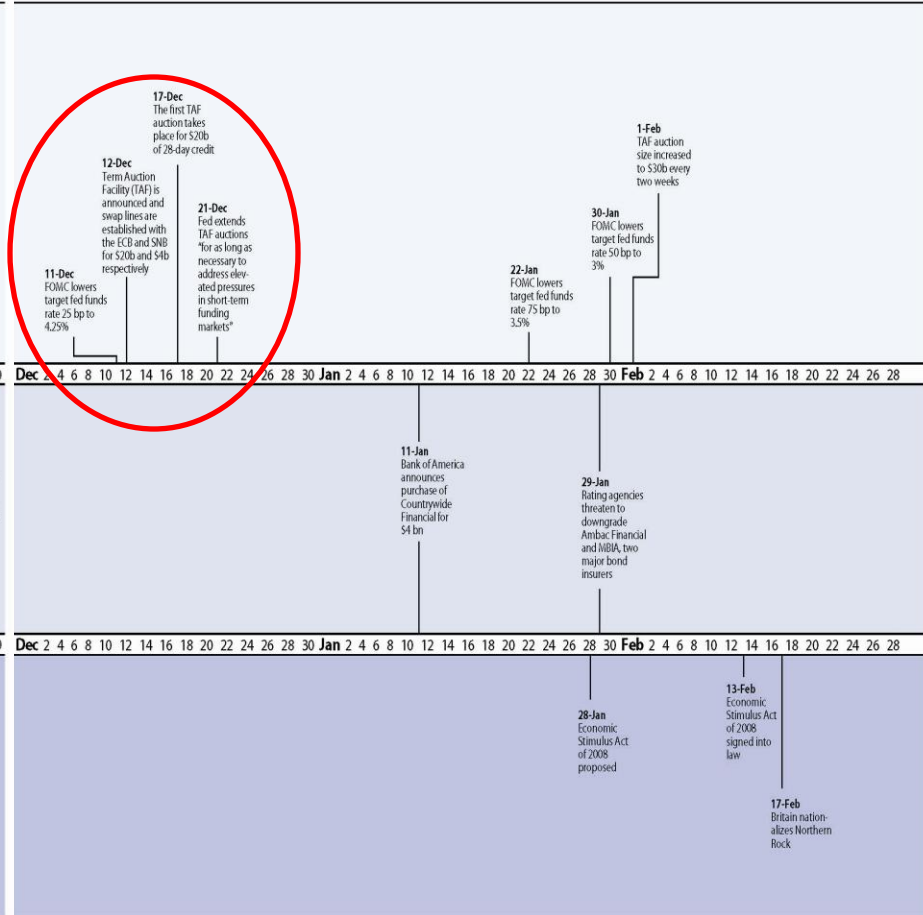 17-Dec
The first TAF
auction takes
place for $20b
of 28-day credit
12-Dec
Term Auction
Facility (TAF) is
announced and
swap lines are
established with
the ECB and SNB
for $20b and $4b
respectively
21-Dec
Fed extends
TAF auctions
"for as long as
necessary to
address elev-
ated pressures
in short-term
funding
markets"
11-Dec
FOMC lowers
target fed funds
rate 25 bp to
4.25%
1-Feb
TAF auction
size increased
to $30b every
two weeks
30-Jan
FOMC lowers
target fed funds
rate 50 bp to
3%
22-Jan
FOMC lowers
target fed funds
rate 75 bp to
3.5%
Dec 2 4 6 8 10 12 14 16 18 20 22 24 26 28 30 Jan 2 4 6 8 10 12 14 16 18 20 22 24 26 28 30 Feb 2 4 6 8 10 12 14 16 18 20 22 24 26 28
11-Jan
Bank of America
announces
purchase of
Countrywide
Financial for
$4 bn
29-Jan
Rating agencies
threaten to
downgrade
Ambac Financial
and MBIA, two
major bond
insurers
Dec 2 4 6 8 10 12 14 16 18 20 22 24 26 28 30 Jan 2 4 6 8 10 12 14 16 18 20 22 24 26 28 30 Feb 2 4 6 8 10 12 14 16 18 20 22 24 26 28
28-Jan
Economic
Stimulus Act
of 2008
proposed
13-Feb
Economic
Stimulus Act
of 2008
signed into
law
17-Feb
Britain nation-
alizes Northern
Rock